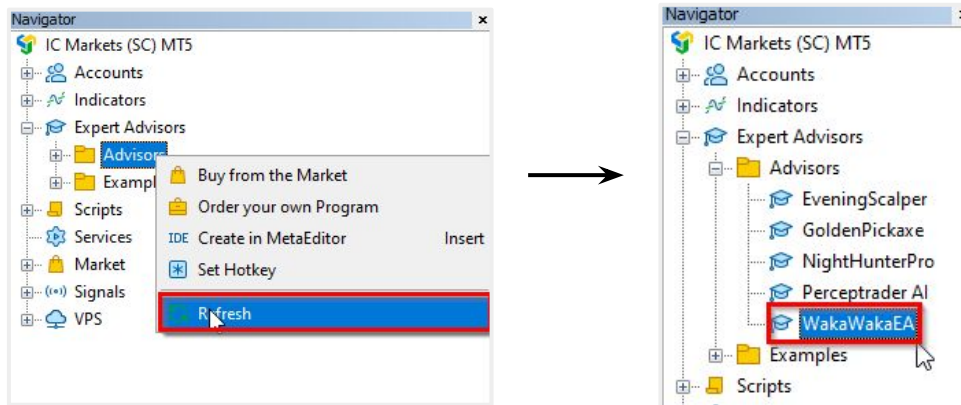 Navigator
IC Markets (SC) MT5
Accounts
Indicators
Expert Advisors
Advisors
Exampl
Scripts
Services
Market
Signals
VPS
Buy from the Market
Order your own Program
IDE Create in MetaEditor Insert
Set Hotkey
Refresh
Navigator
IC Markets (SC) MT5
Accounts
Indicators
Expert Advisors
Advisors
EveningScalper
GoldenPickaxe
NightHunterPro
Perceptrader AI
WakaWakaEA
Examples
Scripts